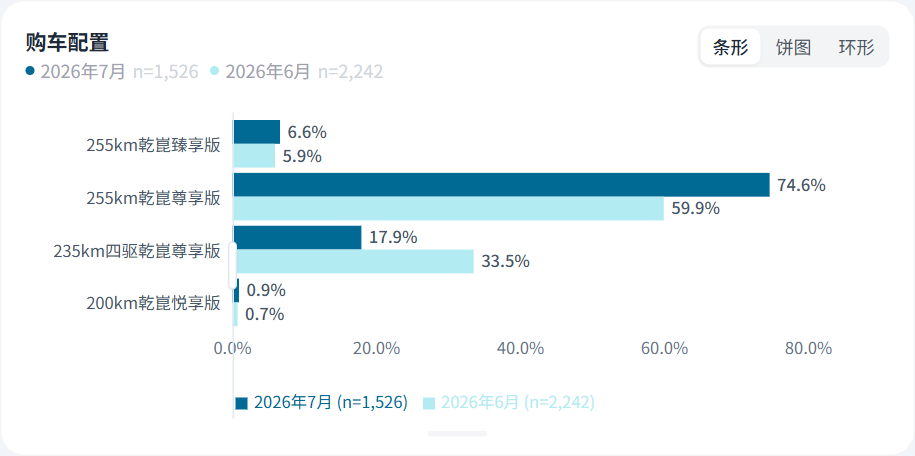 购车配置
条形 饼图 环形
2026年7月 n=1,526 2026年6月 n=2,242
255km乾崑臻享版 6.6% 5.9%
255km乾崑尊享版 74.6% 59.9%
235km四驱乾崑尊享版 17.9% 33.5%
200km乾崑悦享版 0.9% 0.7%
0.0% 20.0% 40.0% 60.0% 80.0%
2026年7月 (n=1,526) 2026年6月 (n=2,242)